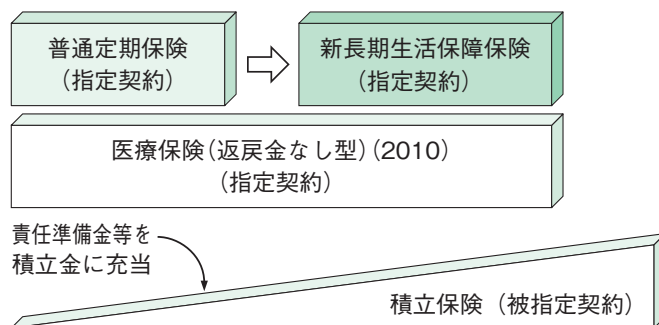 普通定期保険
(指定契約)
新長期生活保障保険
(指定契約)
医療保険(返戻金なし型)(2010)
(指定契約)
責任準備金等を
積立金に充当
積立保険(被指定契約)